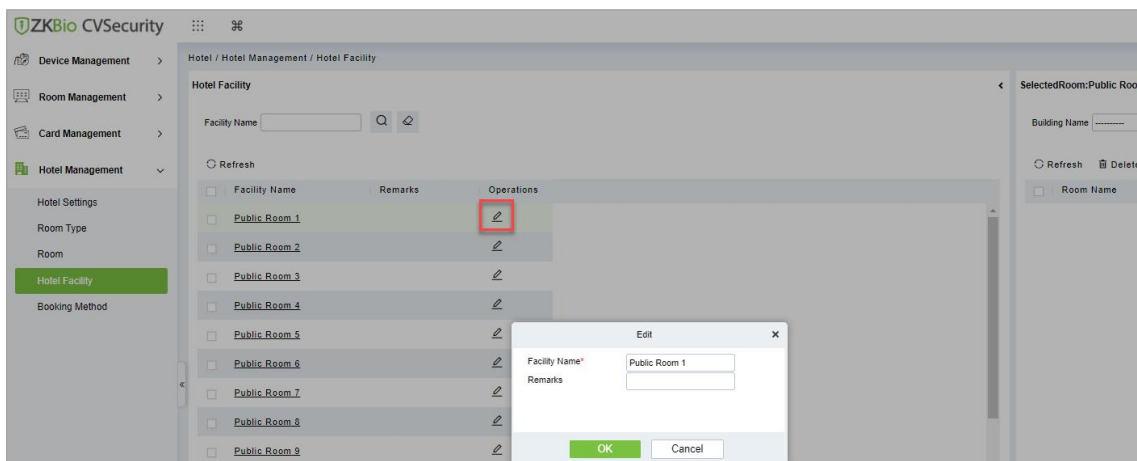 ZKBio CVSecurity
Device Management
Room Management
Card Management
Hotel Management
Hotel Settings
Room Type
Room
Hotel Facility
Booking Method
Hotel / Hotel Management / Hotel Facility
Hotel Facility
Facility Name
Refresh
Facility Name Remarks Operations
Public Room 1
Public Room 2
Public Room 3
Public Room 4
Public Room 5
Public Room 6
Public Room 7
Public Room 8
Public Room 9
SelectedRoom:Public Roo
Building Name ----------
Refresh Delete
Room Name
Edit
Facility Name* Public Room 1
Remarks
OK Cancel